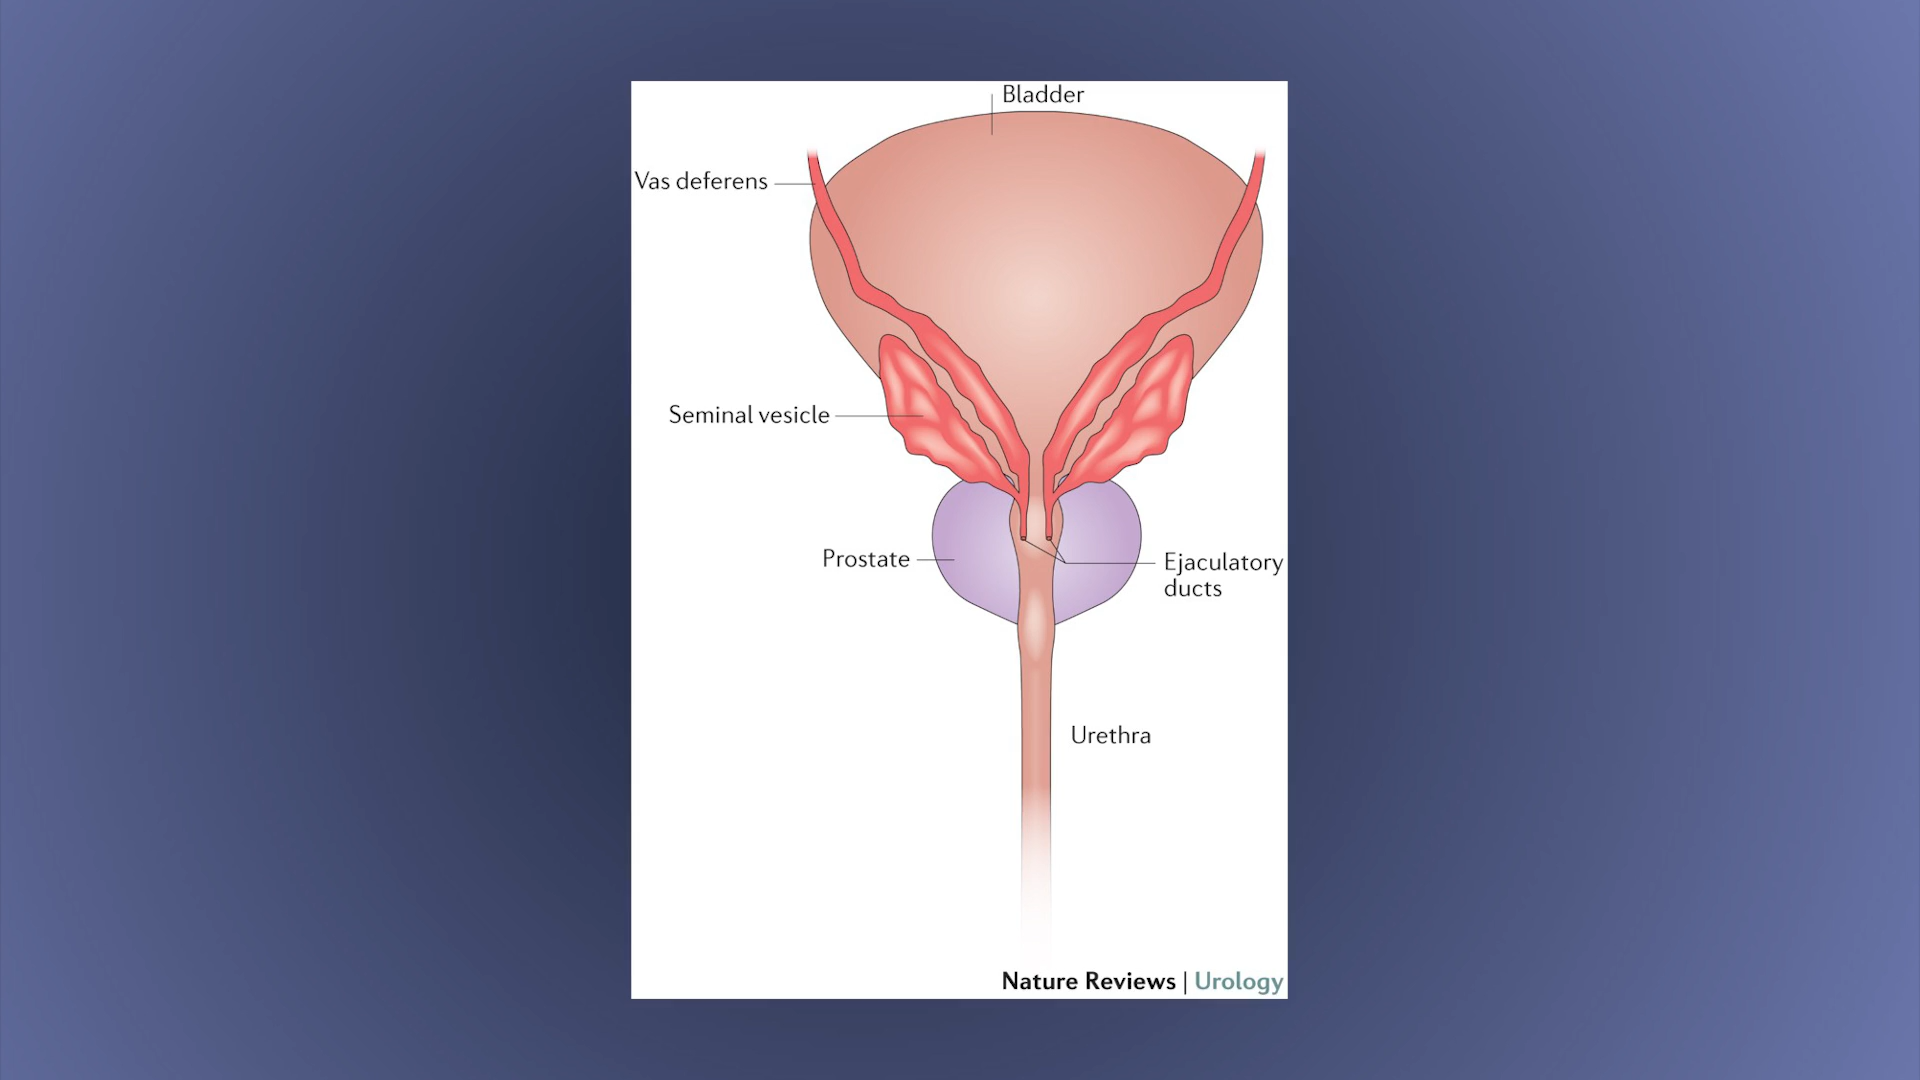 Bladder
Vas deferens
Seminal vesicle
Prostate
Ejaculatory
ducts
Urethra
Nature Reviews | Urology